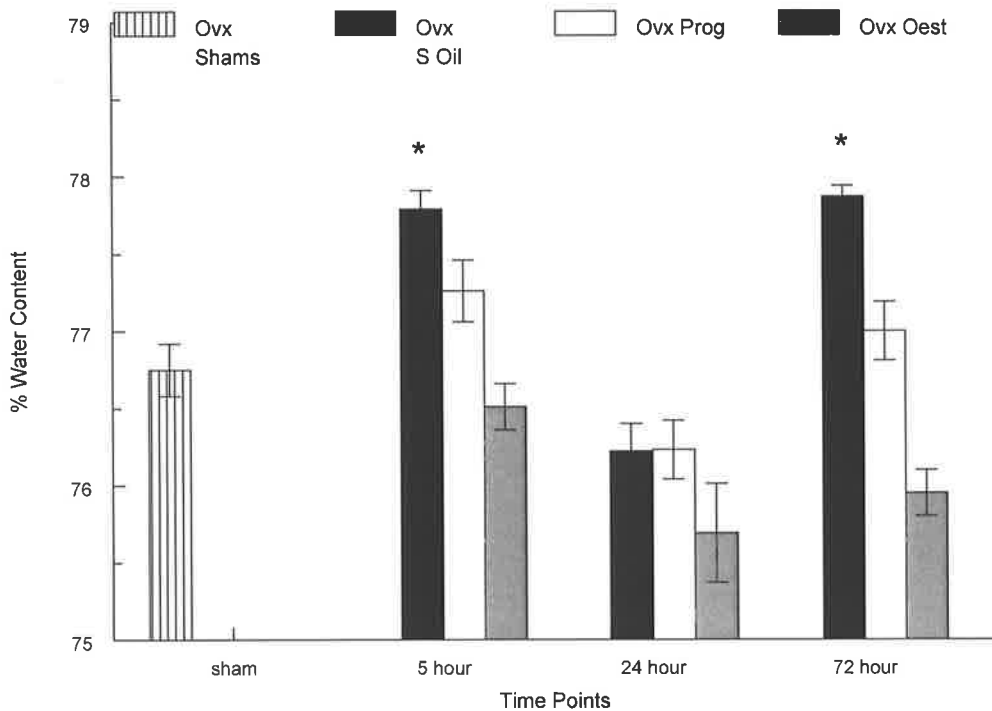 Ovx Shams
Ovx S Oil
Ovx Prog
Ovx Oest
79
78
77
76
75
% Water Content
*
*
sham
5 hour
24 hour
72 hour
Time Points